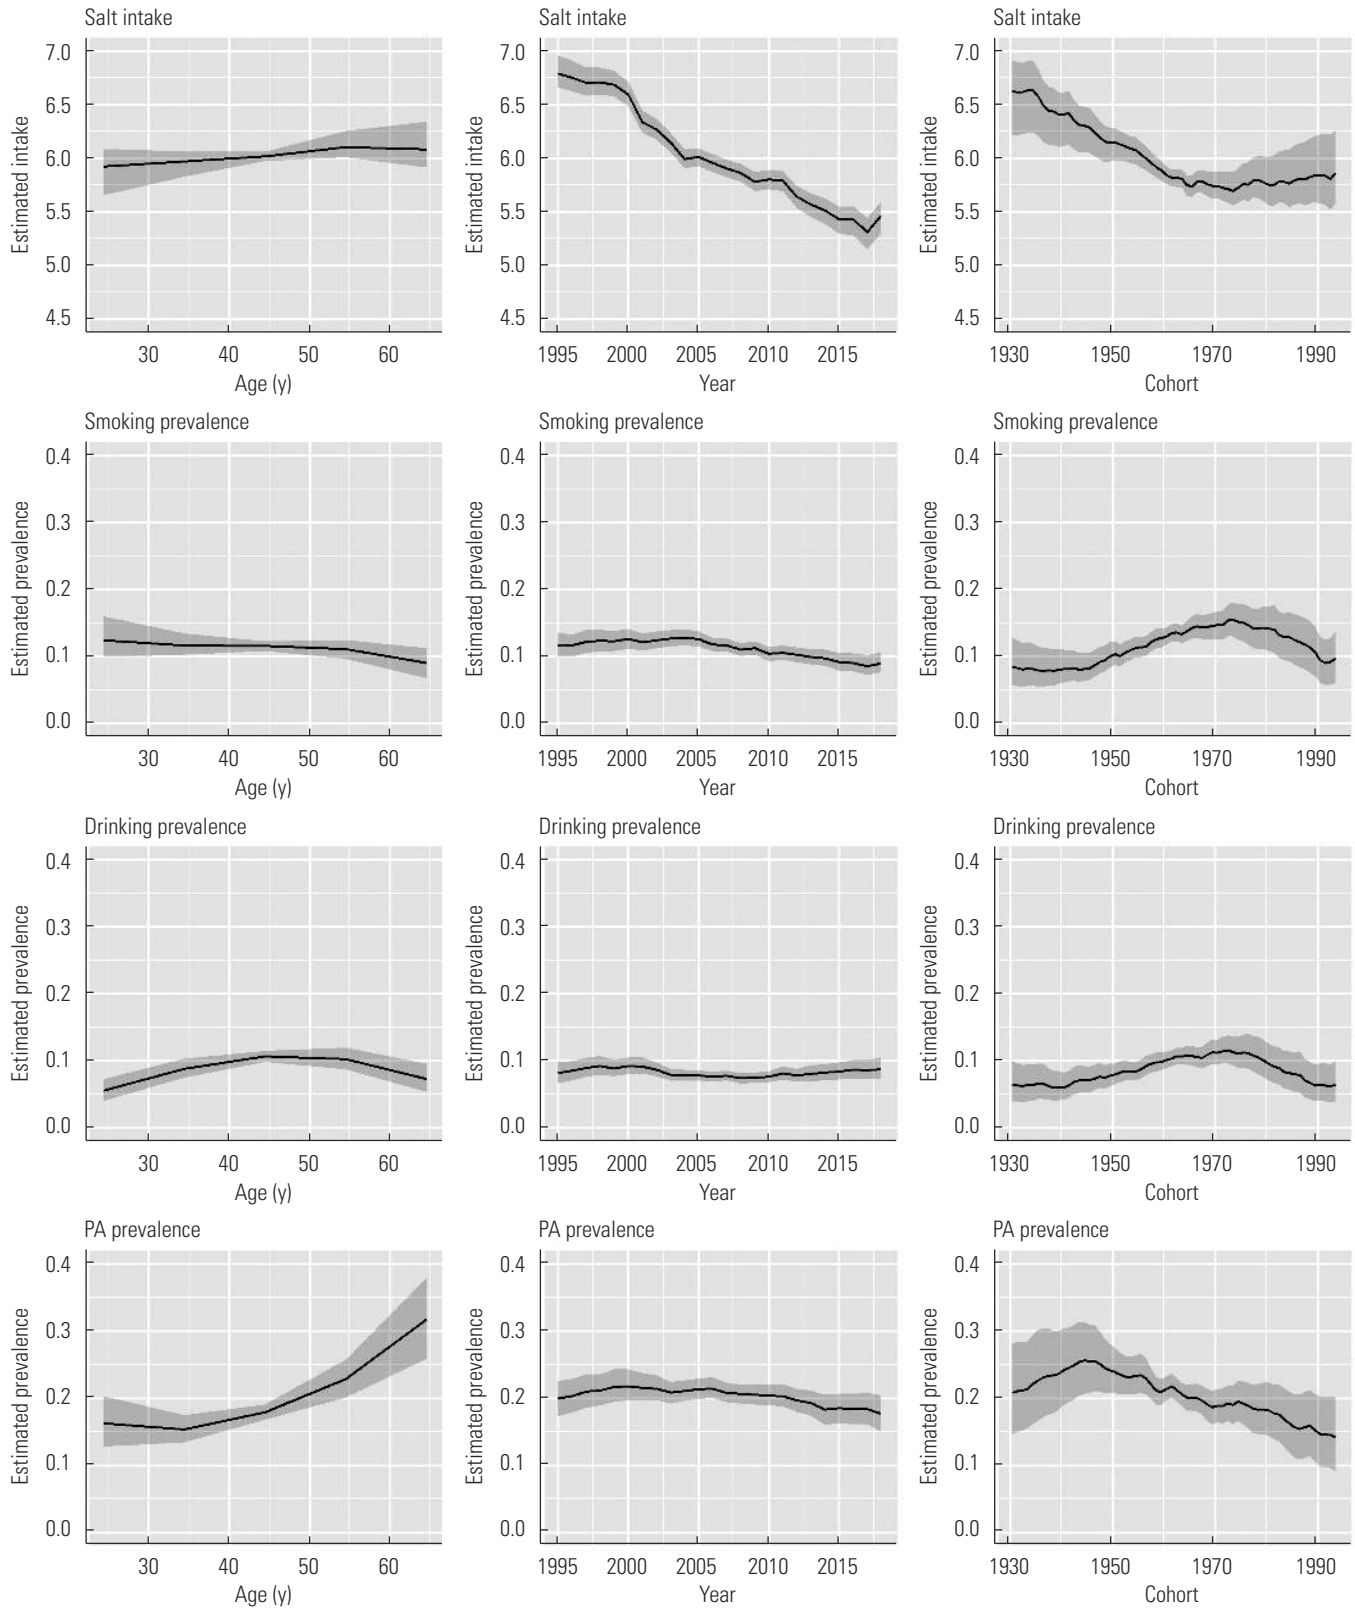 Salt intake
Salt intake
Salt intake
Estimated intake
7.0
6.5
6.0
5.5
5.0
4.5
30 40 50 60
Age (y)
Estimated intake
7.0
6.5
6.0
5.5
5.0
4.5
1995 2000 2005 2010 2015
Year
Estimated intake
7.0
6.5
6.0
5.5
5.0
4.5
1930 1950 1970 1990
Cohort
Smoking prevalence
Smoking prevalence
Smoking prevalence
Estimated prevalence
0.4
0.3
0.2
0.1
0.0
30 40 50 60
Age (y)
Estimated prevalence
0.4
0.3
0.2
0.1
0.0
1995 2000 2005 2010 2015
Year
Estimated prevalence
0.4
0.3
0.2
0.1
0.0
1930 1950 1970 1990
Cohort
Drinking prevalence
Drinking prevalence
Drinking prevalence
Estimated prevalence
0.4
0.3
0.2
0.1
0.0
30 40 50 60
Age (y)
Estimated prevalence
0.4
0.3
0.2
0.1
0.0
1995 2000 2005 2010 2015
Year
Estimated prevalence
0.4
0.3
0.2
0.1
0.0
1930 1950 1970 1990
Cohort
PA prevalence
PA prevalence
PA prevalence
Estimated prevalence
0.4
0.3
0.2
0.1
0.0
30 40 50 60
Age (y)
Estimated prevalence
0.4
0.3
0.2
0.1
0.0
1995 2000 2005 2010 2015
Year
Estimated prevalence
0.4
0.3
0.2
0.1
0.0
1930 1950 1970 1990
Cohort